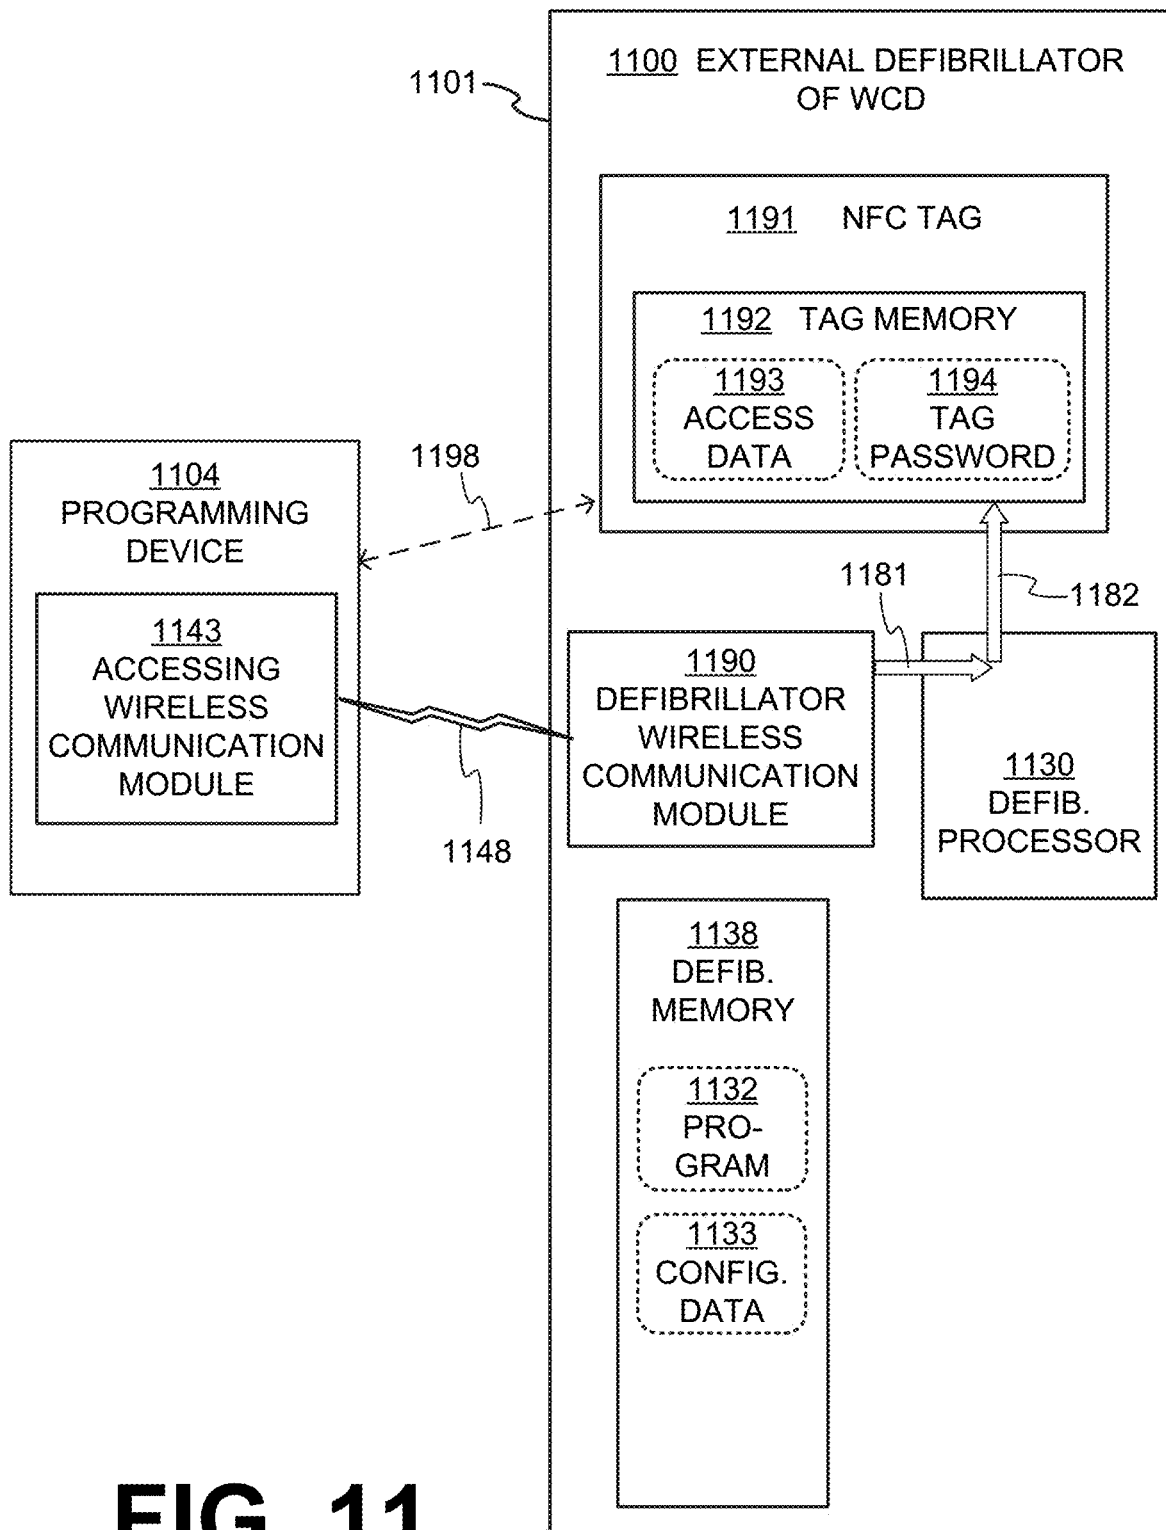 1100 EXTERNAL DEFIBRILLATOR
OF WCD
1101
1191 NFC TAG
1192 TAG MEMORY
1193
ACCESS
DATA
1194
TAG
PASSWORD
1198
1104
PROGRAMMING
DEVICE
1143
ACCESSING
WIRELESS
COMMUNICATION
MODULE
1148
1181
1182
1190
DEFIBRILLATOR
WIRELESS
COMMUNICATION
MODULE
1130
DEFIB.
PROCESSOR
1138
DEFIB.
MEMORY
1132
PRO-
GRAM
1133
CONFIG.
DATA
FIG. 11